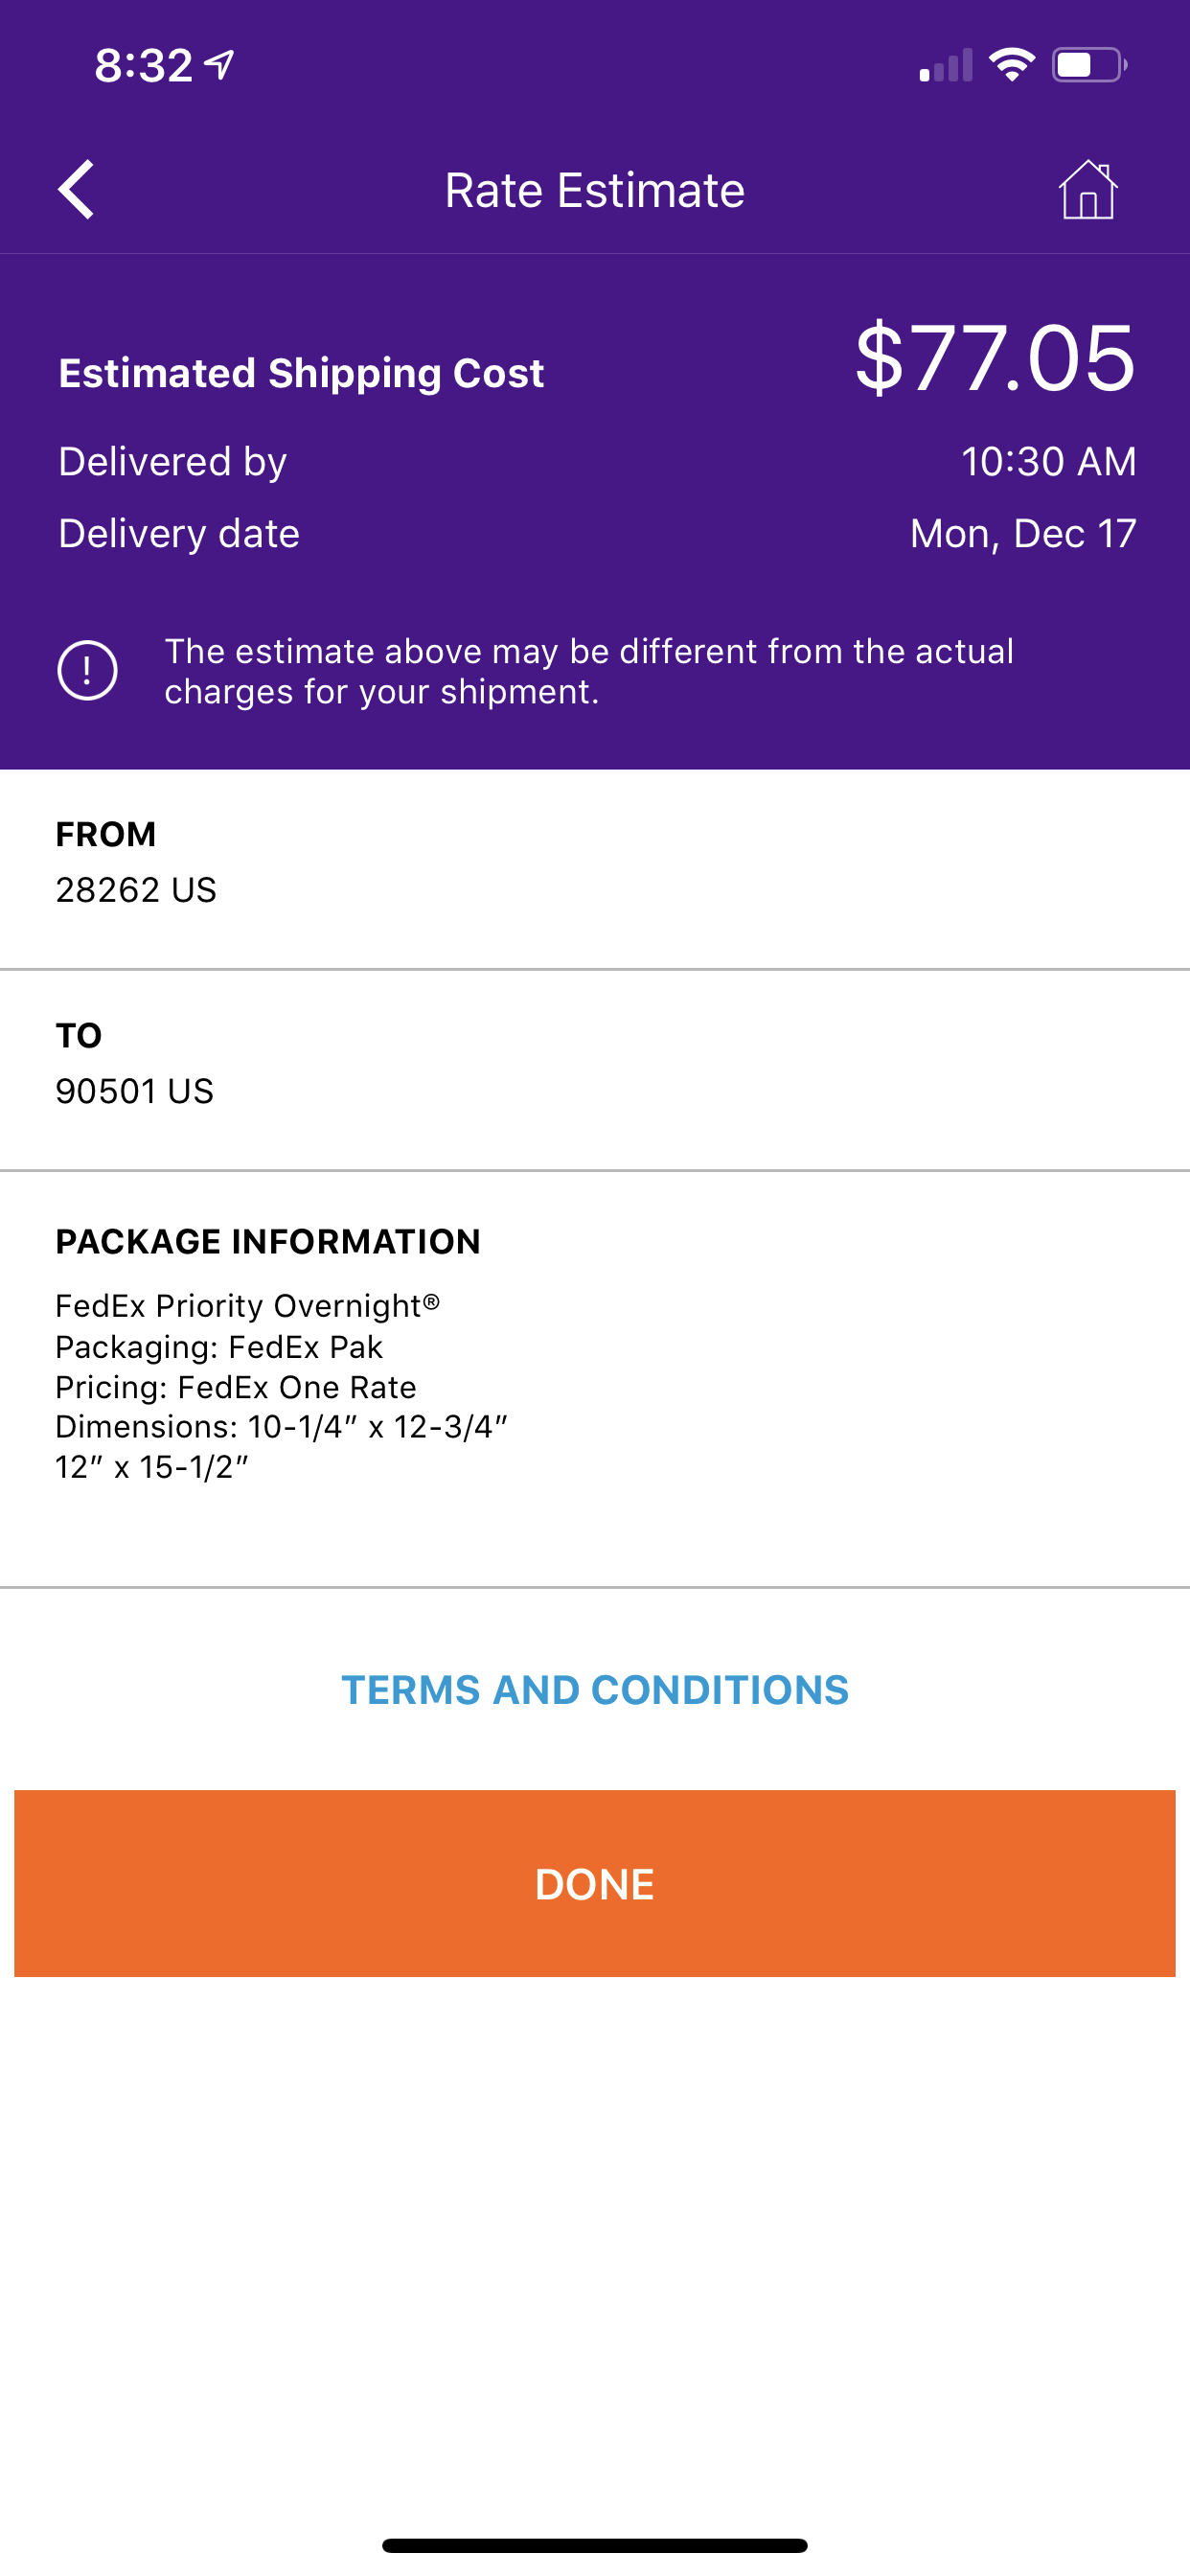 8:32
Rate Estimate
Estimated Shipping Cost $77.05
Delivered by 10:30 AM
Delivery date Mon, Dec 17
! The estimate above may be different from the actual
charges for your shipment.
FROM
28262 US
TO
90501 US
PACKAGE INFORMATION
FedEx Priority Overnight®
Packaging: FedEx Pak
Pricing: FedEx One Rate
Dimensions: 10-1/4” x 12-3/4”
12” x 15-1/2”
TERMS AND CONDITIONS
DONE